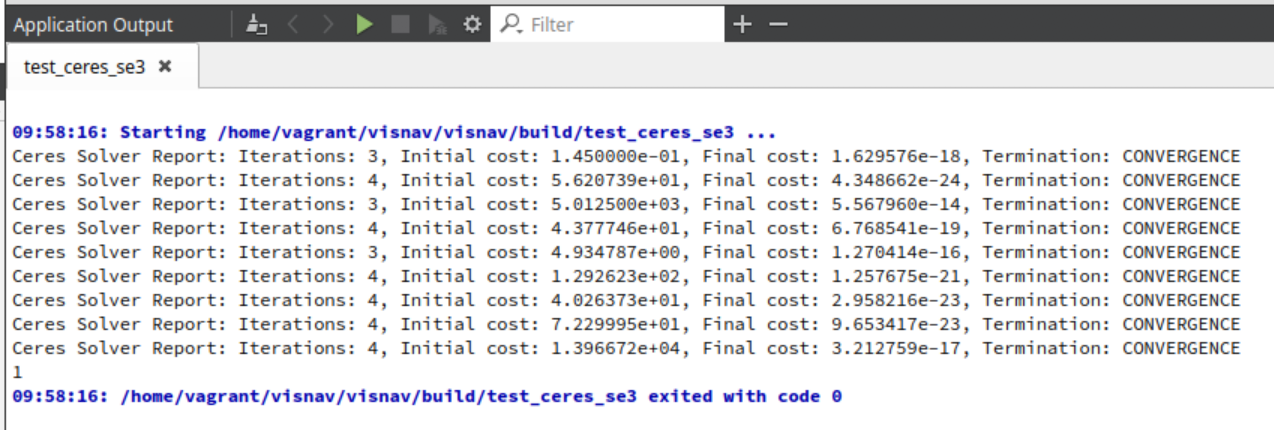 Application Output
Filter
test_ceres_se3
09:58:16: Starting /home/vagrant/visnav/visnav/build/test_ceres_se3 ...
Ceres Solver Report: Iterations: 3, Initial cost: 1.450000e-01, Final cost: 1.629576e-18, Termination: CONVERGENCE
Ceres Solver Report: Iterations: 4, Initial cost: 5.620739e+01, Final cost: 4.348662e-24, Termination: CONVERGENCE
Ceres Solver Report: Iterations: 3, Initial cost: 5.012500e+03, Final cost: 5.567960e-14, Termination: CONVERGENCE
Ceres Solver Report: Iterations: 4, Initial cost: 4.377746e+01, Final cost: 6.768541e-19, Termination: CONVERGENCE
Ceres Solver Report: Iterations: 3, Initial cost: 4.934787e+00, Final cost: 1.270414e-16, Termination: CONVERGENCE
Ceres Solver Report: Iterations: 4, Initial cost: 1.292623e+02, Final cost: 1.257675e-21, Termination: CONVERGENCE
Ceres Solver Report: Iterations: 4, Initial cost: 4.026373e+01, Final cost: 2.958216e-23, Termination: CONVERGENCE
Ceres Solver Report: Iterations: 4, Initial cost: 7.229995e+01, Final cost: 9.653417e-23, Termination: CONVERGENCE
Ceres Solver Report: Iterations: 4, Initial cost: 1.396672e+04, Final cost: 3.212759e-17, Termination: CONVERGENCE
1
09:58:16: /home/vagrant/visnav/visnav/build/test_ceres_se3 exited with code 0